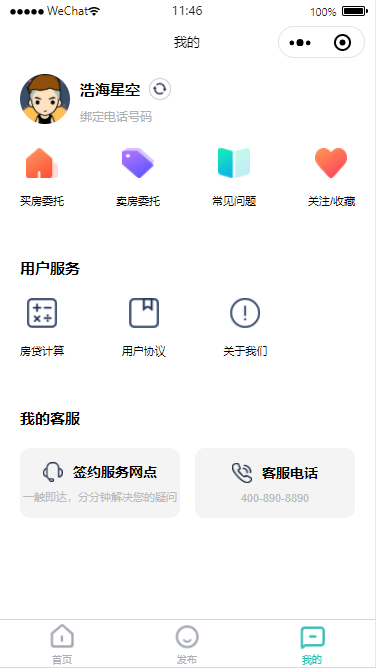 WeChat
11:46
100%
我的
浩海星空
绑定电话号码
买房委托
卖房委托
常见问题
关注/收藏
用户服务
房贷计算
用户协议
关于我们
我的客服
签约服务网点
一触即达，分分钟解决您的疑问
客服电话
400-890-8890
首页
发布
我的